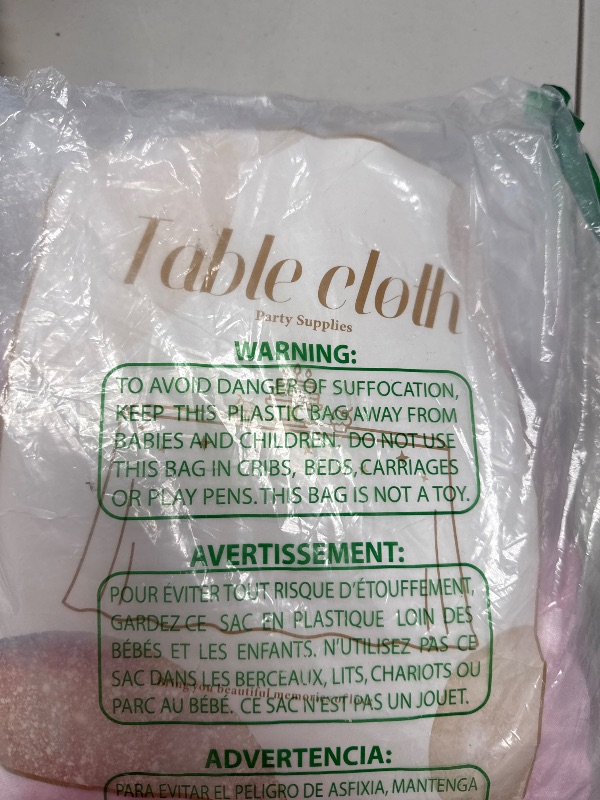 Table cloth
Party Supplies
WARNING:
TO AVOID DANGER OF SUFFOCATION,
KEEP THIS PLASTIC BAG AWAY FROM
BABIES AND CHILDREN. DO NOT USE
THIS BAG IN CRIBS, BEDS, CARRIAGES
OR PLAY PENS.THIS BAG IS NOT A TOY.
AVERTISSEMENT:
POUR ÉVITER TOUT RISQUE D'ÉTOUFFEMENT,
GARDEZ CE SAC EN PLASTIQUE LOIN DES
BÉBÉS ET LES ENFANTS. N'UTILISEZ PAS CE
SAC DANS LES BERCEAUX, LITS, CHARIOTS OU
you beautiful memories
PARC AU BÉBÉ. CE SAC N'EST PAS UN JOUET.
ADVERTENCIA:
PARA EVITAR EL PELIGRO DE ASFIXIA, MANTENGA